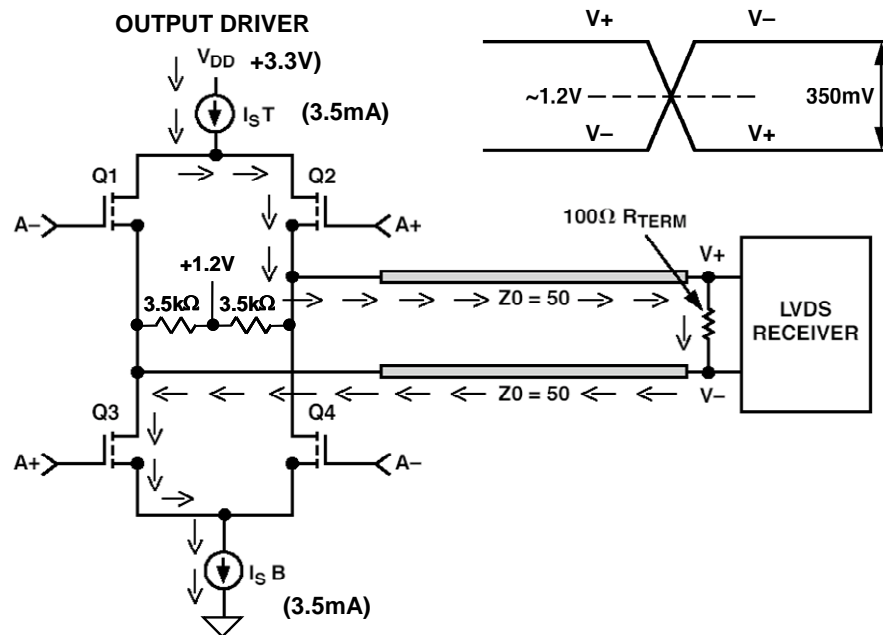 OUTPUT DRIVER
V+
V−
VDD +3.3V)
IST (3.5mA)
~1.2V
350mV
V−
V+
Q1
Q2
A−
A+
100Ω RTERM
V+
+1.2V
3.5kΩ
3.5kΩ
Z0 = 50
LVDS
RECEIVER
Z0 = 50
V−
Q3
Q4
A+
A−
ISB
(3.5mA)